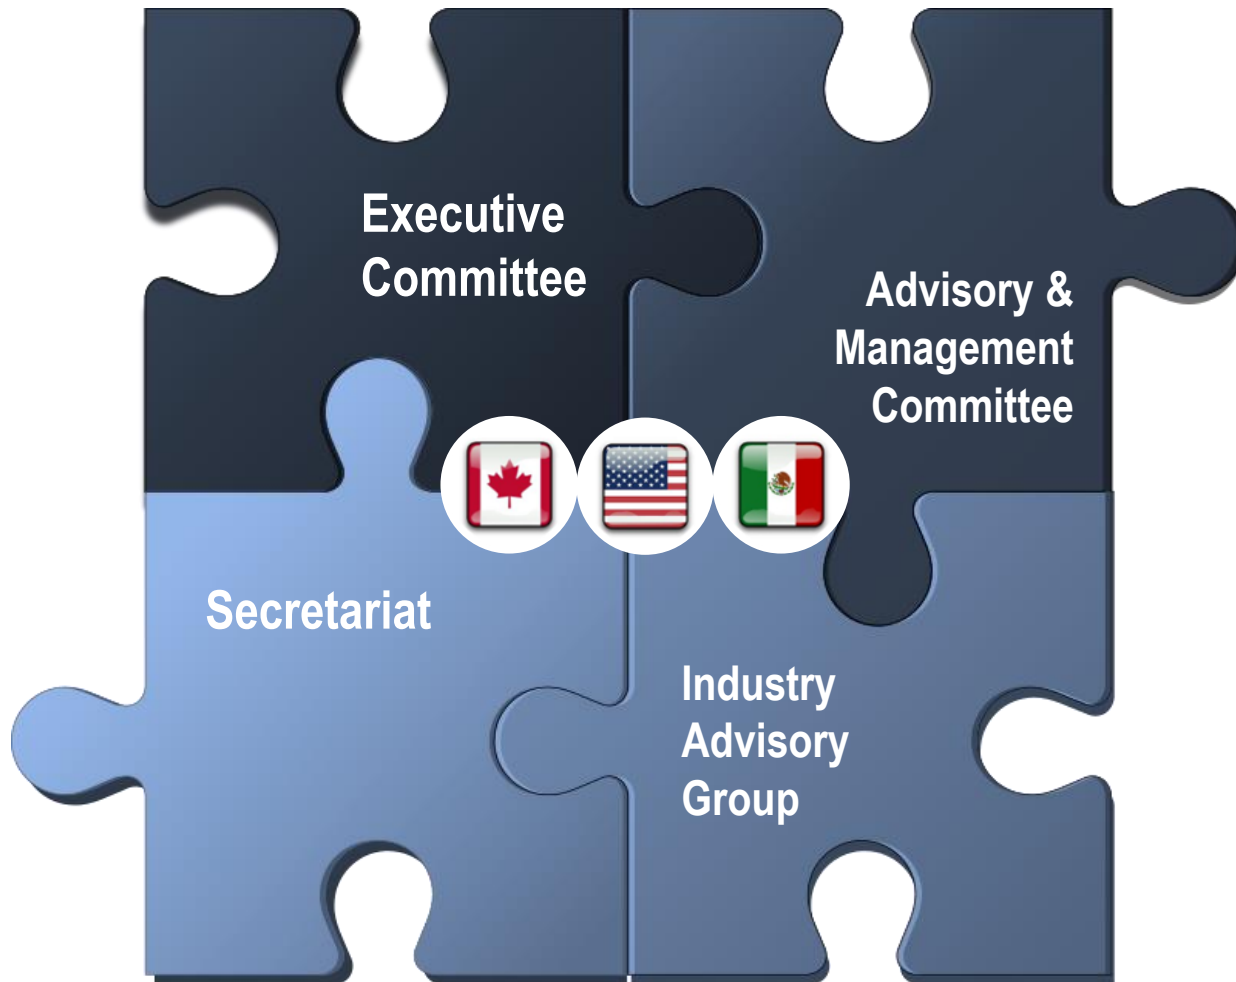 Executive
Committee
Advisory &
Management
Committee
Secretariat
Industry
Advisory
Group